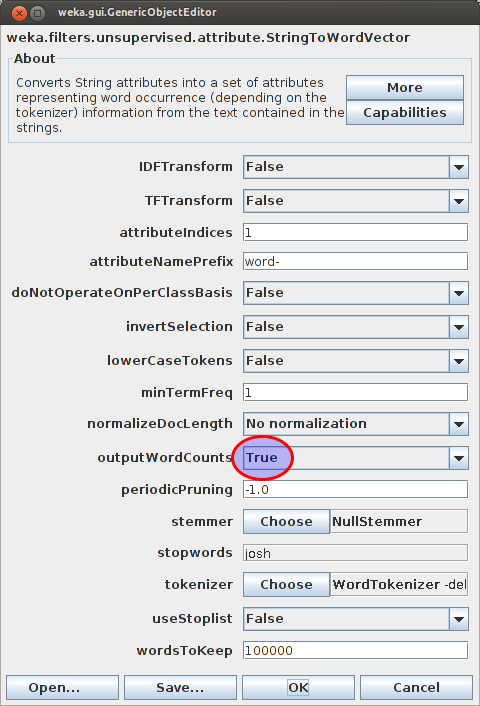 weka.gui.GenericObjectEditor
weka.filters.unsupervised.attribute.StringToWordVector
About
Converts String attributes into a set of attributes
representing word occurrence (depending on the
tokenizer) information from the text contained in the
strings.
More
Capabilities
IDFTransform False
TFTransform False
attributeIndices 1
attributeNamePrefix word-
doNotOperateOnPerClassBasis False
invertSelection False
lowerCaseTokens False
minTermFreq 1
normalizeDocLength No normalization
outputWordCounts True
periodicPruning -1.0
stemmer Choose NullStemmer
stopwords josh
tokenizer Choose WordTokenizer -del
useStoplist False
wordsToKeep 100000
Open... Save... OK Cancel